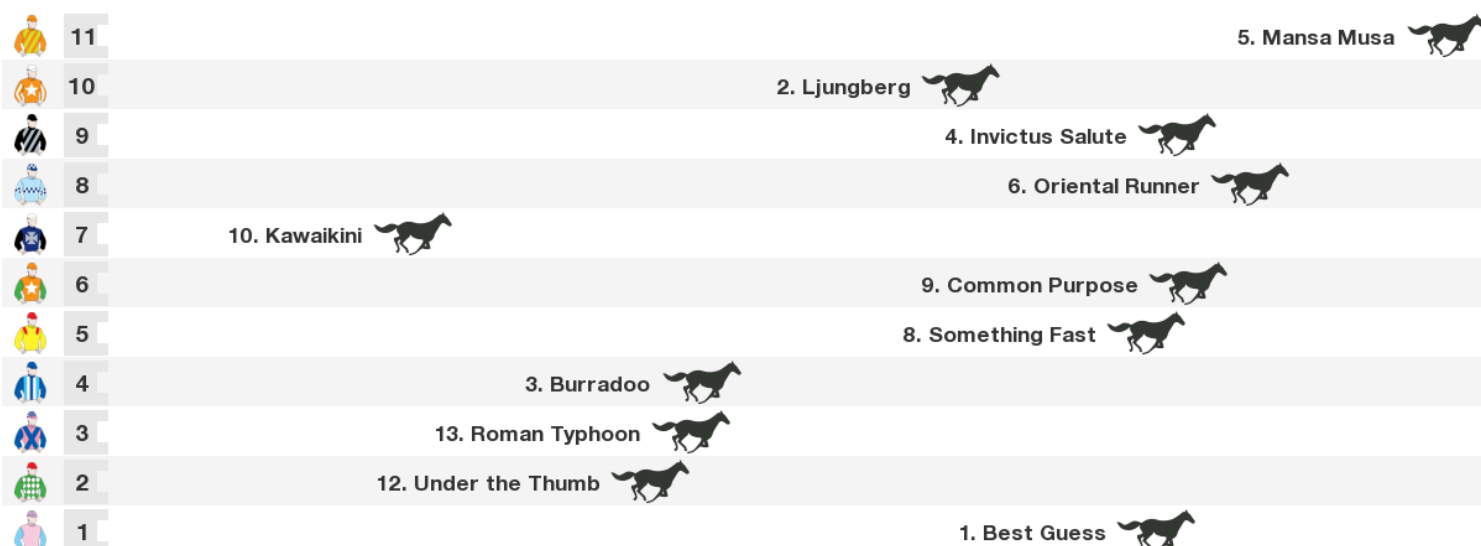 11 5. Mansa Musa
10 2. Ljungberg
9 4. Invictus Salute
8 6. Oriental Runner
7 10. Kawaikini
6 9. Common Purpose
5 8. Something Fast
4 3. Burradoo
3 13. Roman Typhoon
2 12. Under the Thumb
1 1. Best Guess